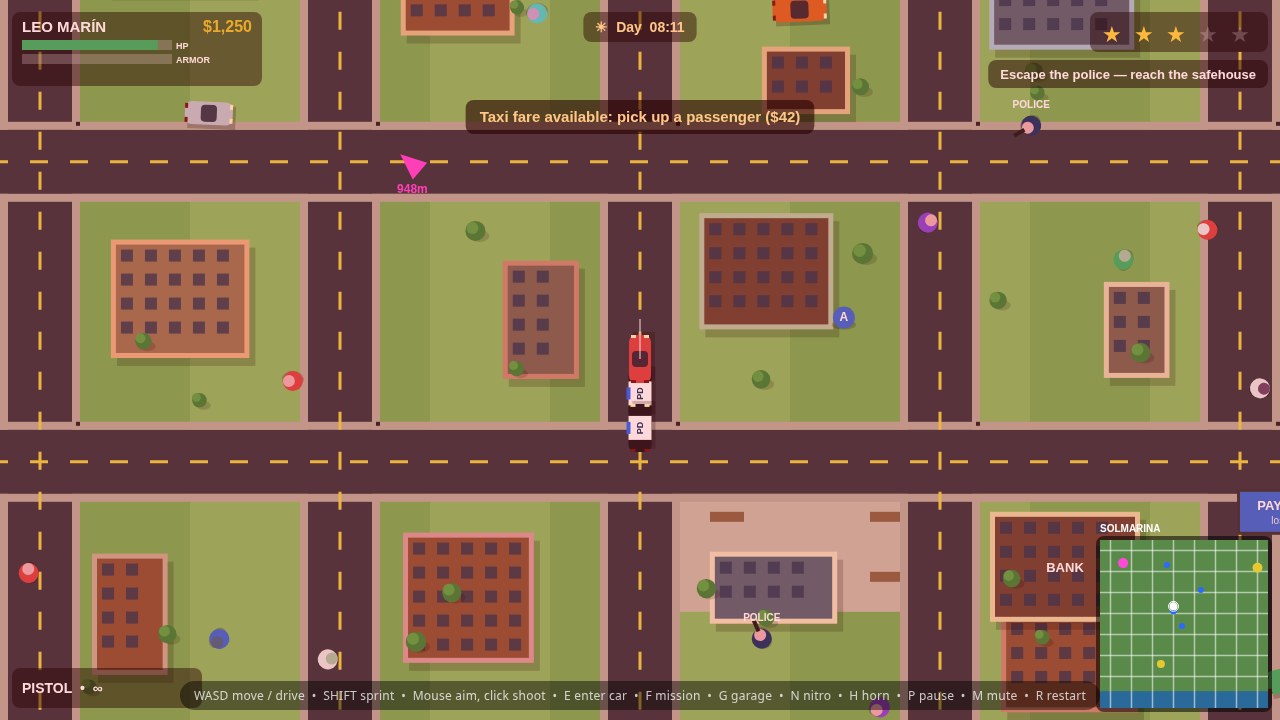 LEO MARÍN $1,250
HP
ARMOR
☀ Day 08:11
★ ★ ★ ★ ★
Escape the police — reach the safehouse
Taxi fare available: pick up a passenger ($42)
POLICE
948m
A
PD
PD
PAY
lo
SOLMARINA
BANK
POLICE
PISTOL • ∞
WASD move / drive • SHIFT sprint • Mouse aim, click shoot • E enter car • F mission • G garage • N nitro • H horn • P pause • M mute • R restart